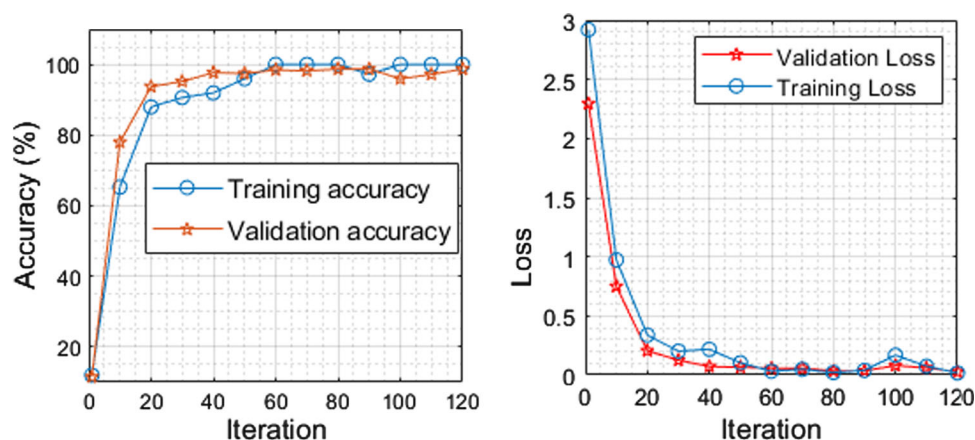 Accuracy (%)
100
80
60
40
20
Training accuracy
Validation accuracy
0 20 40 60 80 100 120
Iteration
Loss
3
2.5
2
1.5
1
0.5
0
Validation Loss
Training Loss
0 20 40 60 80 100 120
Iteration